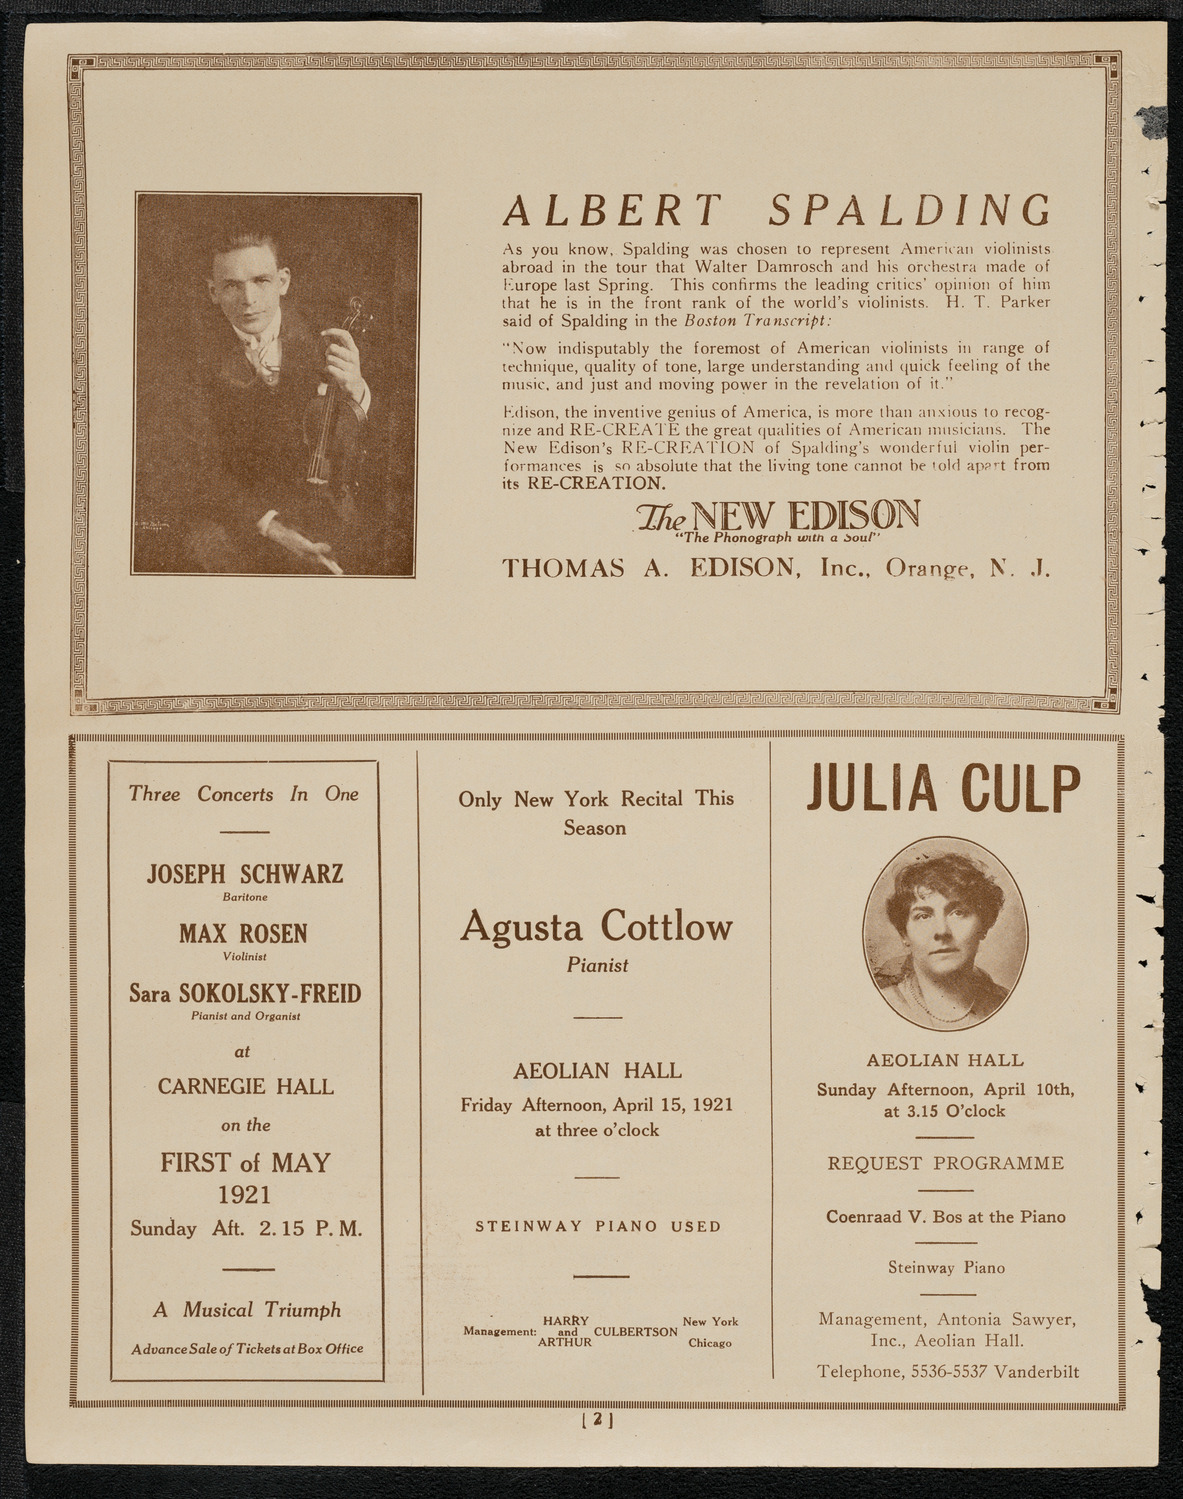 ALBERT SPALDING
As you know, Spalding was chosen to represent American violinists
abroad in the tour that Walter Damrosch and his orchestra made of
Europe last Spring. This confirms the leading critics' opinion of him
that he is in the front rank of the world's violinists. H. T. Parker
said of Spalding in the Boston Transcript:
"Now indisputably the foremost of American violinists in range of
technique, quality of tone, large understanding and quick feeling of the
music, and just and moving power in the revelation of it."
Edison, the inventive genius of America, is more than anxious to recog-
nize and RE-CREATE the great qualities of American musicians. The
New Edison's RE-CREATION of Spalding's wonderful violin per-
formances is so absolute that the living tone cannot be told apart from
its RE-CREATION.
The NEW EDISON
"The Phonograph with a Soul"
THOMAS A. EDISON, Inc., Orange, N. J.
Three Concerts In One
JOSEPH SCHWARZ
Baritone
MAX ROSEN
Violinist
Sara SOKOLSKY-FREID
Pianist and Organist
at
CARNEGIE HALL
on the
FIRST of MAY
1921
Sunday Aft. 2.15 P. M.
A Musical Triumph
Advance Sale of Tickets at Box Office
Only New York Recital This
Season
Agusta Cottlow
Pianist
AEOLIAN HALL
Friday Afternoon, April 15, 1921
at three o'clock
STEINWAY PIANO USED
Management: HARRY and ARTHUR CULBERTSON New York Chicago
JULIA CULP
AEOLIAN HALL
Sunday Afternoon, April 10th,
at 3.15 O'clock
REQUEST PROGRAMME
Coenraad V. Bos at the Piano
Steinway Piano
Management, Antonia Sawyer,
Inc., Aeolian Hall.
Telephone, 5536-5537 Vanderbilt
[ 2 ]